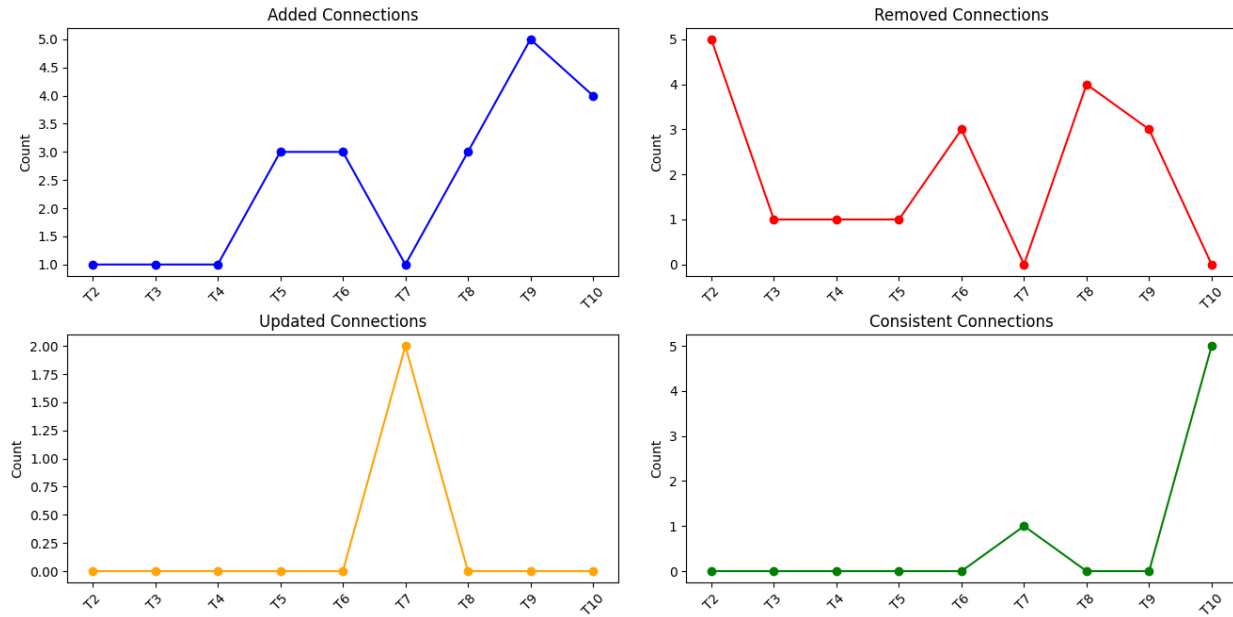 Added Connections
5.0
4.5
4.0
3.5
3.0
2.5
2.0
1.5
1.0
Count
T2 T3 T4 T5 T6 T7 T8 T9 T10
Removed Connections
5
4
3
2
1
0
Count
T2 T3 T4 T5 T6 T7 T8 T9 T10
Updated Connections
2.00
1.75
1.50
1.25
1.00
0.75
0.50
0.25
0.00
Count
T2 T3 T4 T5 T6 T7 T8 T9 T10
Consistent Connections
5
4
3
2
1
0
Count
T2 T3 T4 T5 T6 T7 T8 T9 T10